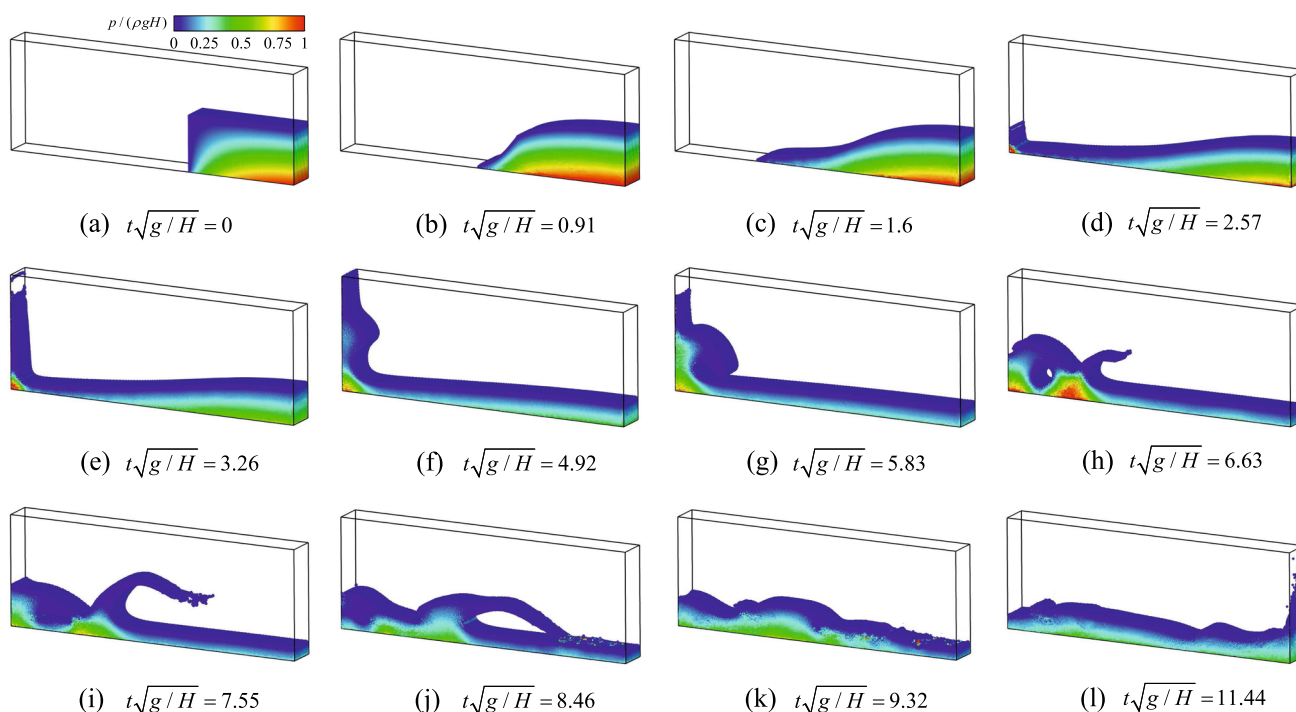 p / (ρgH)
0 0.25 0.5 0.75 1
(a) t√g / H = 0
(b) t√g / H = 0.91
(c) t√g / H = 1.6
(d) t√g / H = 2.57
(e) t√g / H = 3.26
(f) t√g / H = 4.92
(g) t√g / H = 5.83
(h) t√g / H = 6.63
(i) t√g / H = 7.55
(j) t√g / H = 8.46
(k) t√g / H = 9.32
(l) t√g / H = 11.44